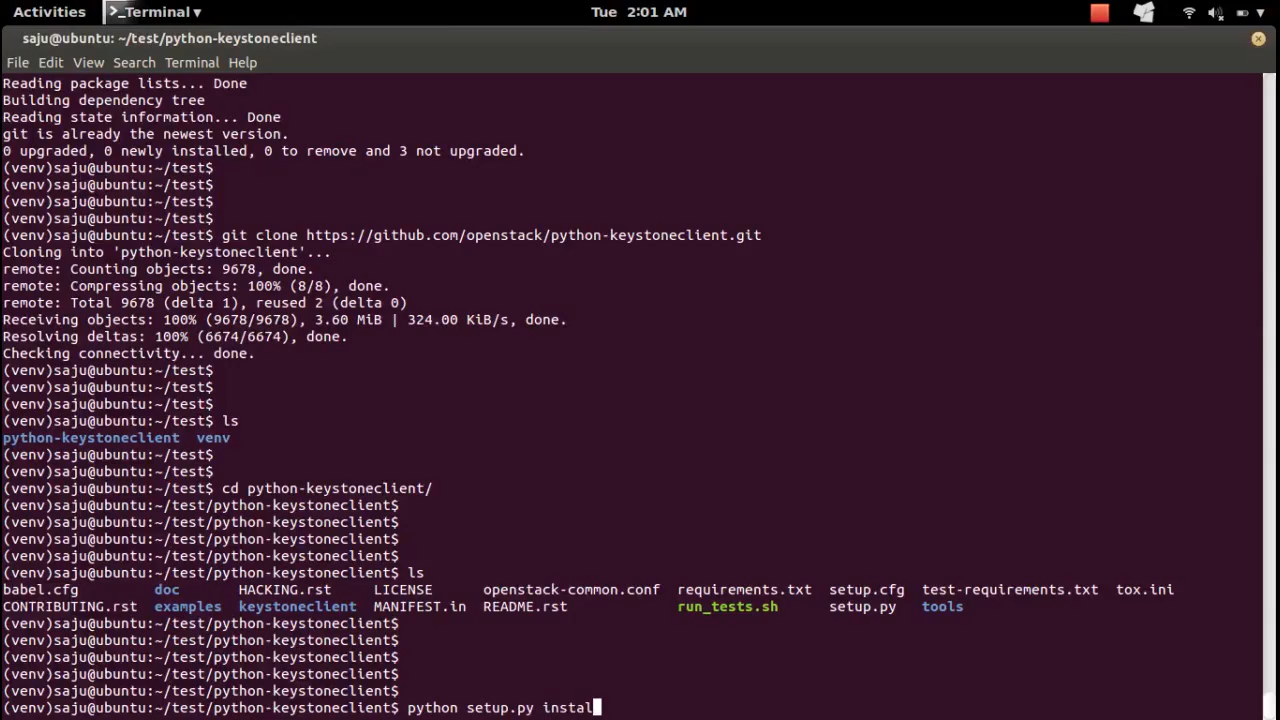 Activities >_Terminal ▾ Tue 2:01 AM
saju@ubuntu: ~/test/python-keystoneclient
File Edit View Search Terminal Help
Reading package lists... Done
Building dependency tree
Reading state information... Done
git is already the newest version.
0 upgraded, 0 newly installed, 0 to remove and 3 not upgraded.
(venv)saju@ubuntu:~/test$
(venv)saju@ubuntu:~/test$
(venv)saju@ubuntu:~/test$
(venv)saju@ubuntu:~/test$
(venv)saju@ubuntu:~/test$ git clone https://github.com/openstack/python-keystoneclient.git
Cloning into 'python-keystoneclient'...
remote: Counting objects: 9678, done.
remote: Compressing objects: 100% (8/8), done.
remote: Total 9678 (delta 1), reused 2 (delta 0)
Receiving objects: 100% (9678/9678), 3.60 MiB | 324.00 KiB/s, done.
Resolving deltas: 100% (6674/6674), done.
Checking connectivity... done.
(venv)saju@ubuntu:~/test$
(venv)saju@ubuntu:~/test$
(venv)saju@ubuntu:~/test$
(venv)saju@ubuntu:~/test$ ls
python-keystoneclient venv
(venv)saju@ubuntu:~/test$
(venv)saju@ubuntu:~/test$
(venv)saju@ubuntu:~/test$ cd python-keystoneclient/
(venv)saju@ubuntu:~/test/python-keystoneclient$
(venv)saju@ubuntu:~/test/python-keystoneclient$
(venv)saju@ubuntu:~/test/python-keystoneclient$
(venv)saju@ubuntu:~/test/python-keystoneclient$
(venv)saju@ubuntu:~/test/python-keystoneclient$ ls
babel.cfg doc HACKING.rst LICENSE openstack-common.conf requirements.txt setup.cfg test-requirements.txt tox.ini
CONTRIBUTING.rst examples keystoneclient MANIFEST.in README.rst run_tests.sh setup.py tools
(venv)saju@ubuntu:~/test/python-keystoneclient$
(venv)saju@ubuntu:~/test/python-keystoneclient$
(venv)saju@ubuntu:~/test/python-keystoneclient$
(venv)saju@ubuntu:~/test/python-keystoneclient$
(venv)saju@ubuntu:~/test/python-keystoneclient$
(venv)saju@ubuntu:~/test/python-keystoneclient$ python setup.py instal